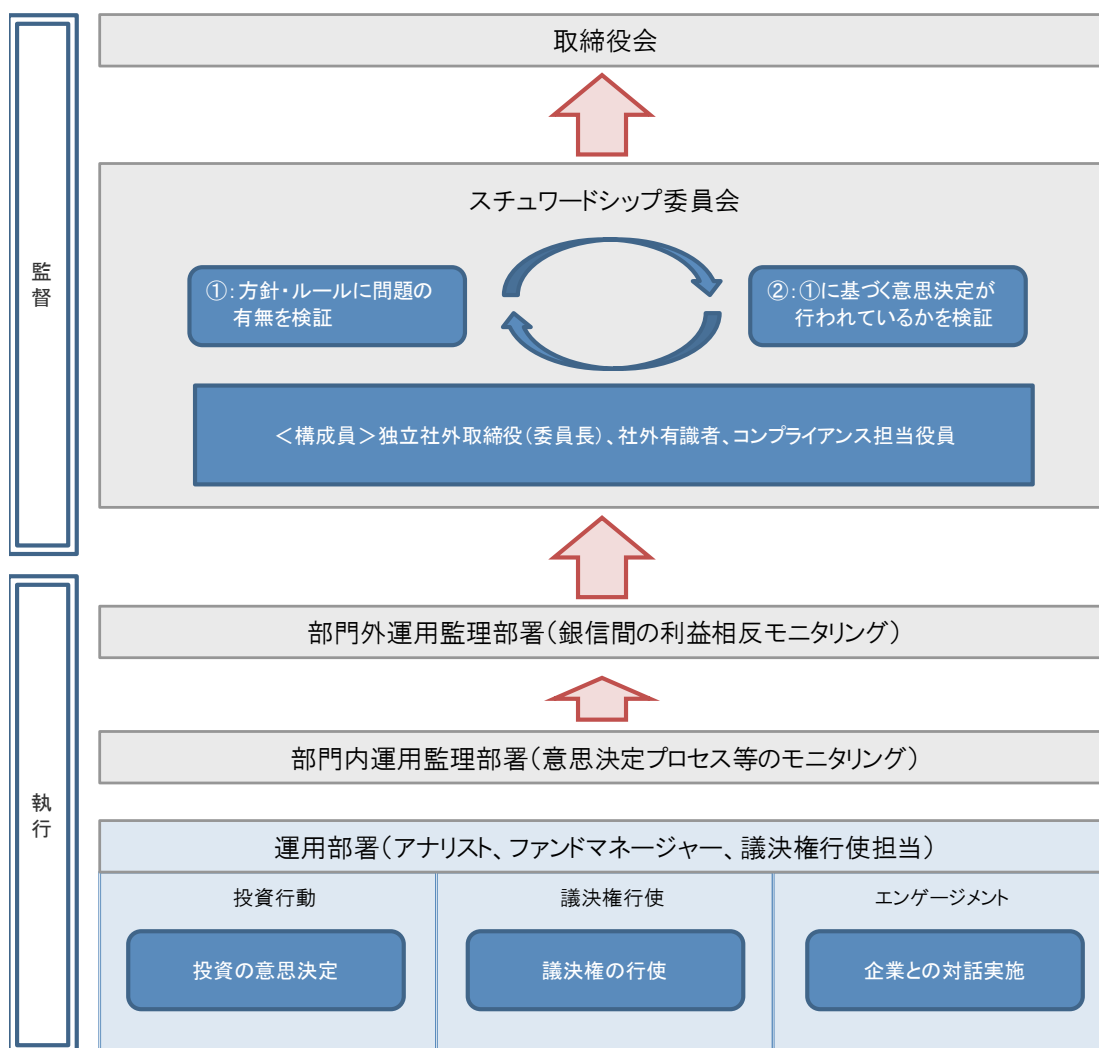 取締役会
監督
スチュワードシップ委員会
①:方針・ルールに問題の
有無を検証
②:①に基づく意思決定が
行われているかを検証
<構成員>独立社外取締役(委員長)、社外有識者、コンプライアンス担当役員
執行
部門外運用監理部署(銀信間の利益相反モニタリング)
部門内運用監理部署(意思決定プロセス等のモニタリング)
運用部署(アナリスト、ファンドマネージャー、議決権行使担当)
投資行動
投資の意思決定
議決権行使
議決権の行使
エンゲージメント
企業との対話実施